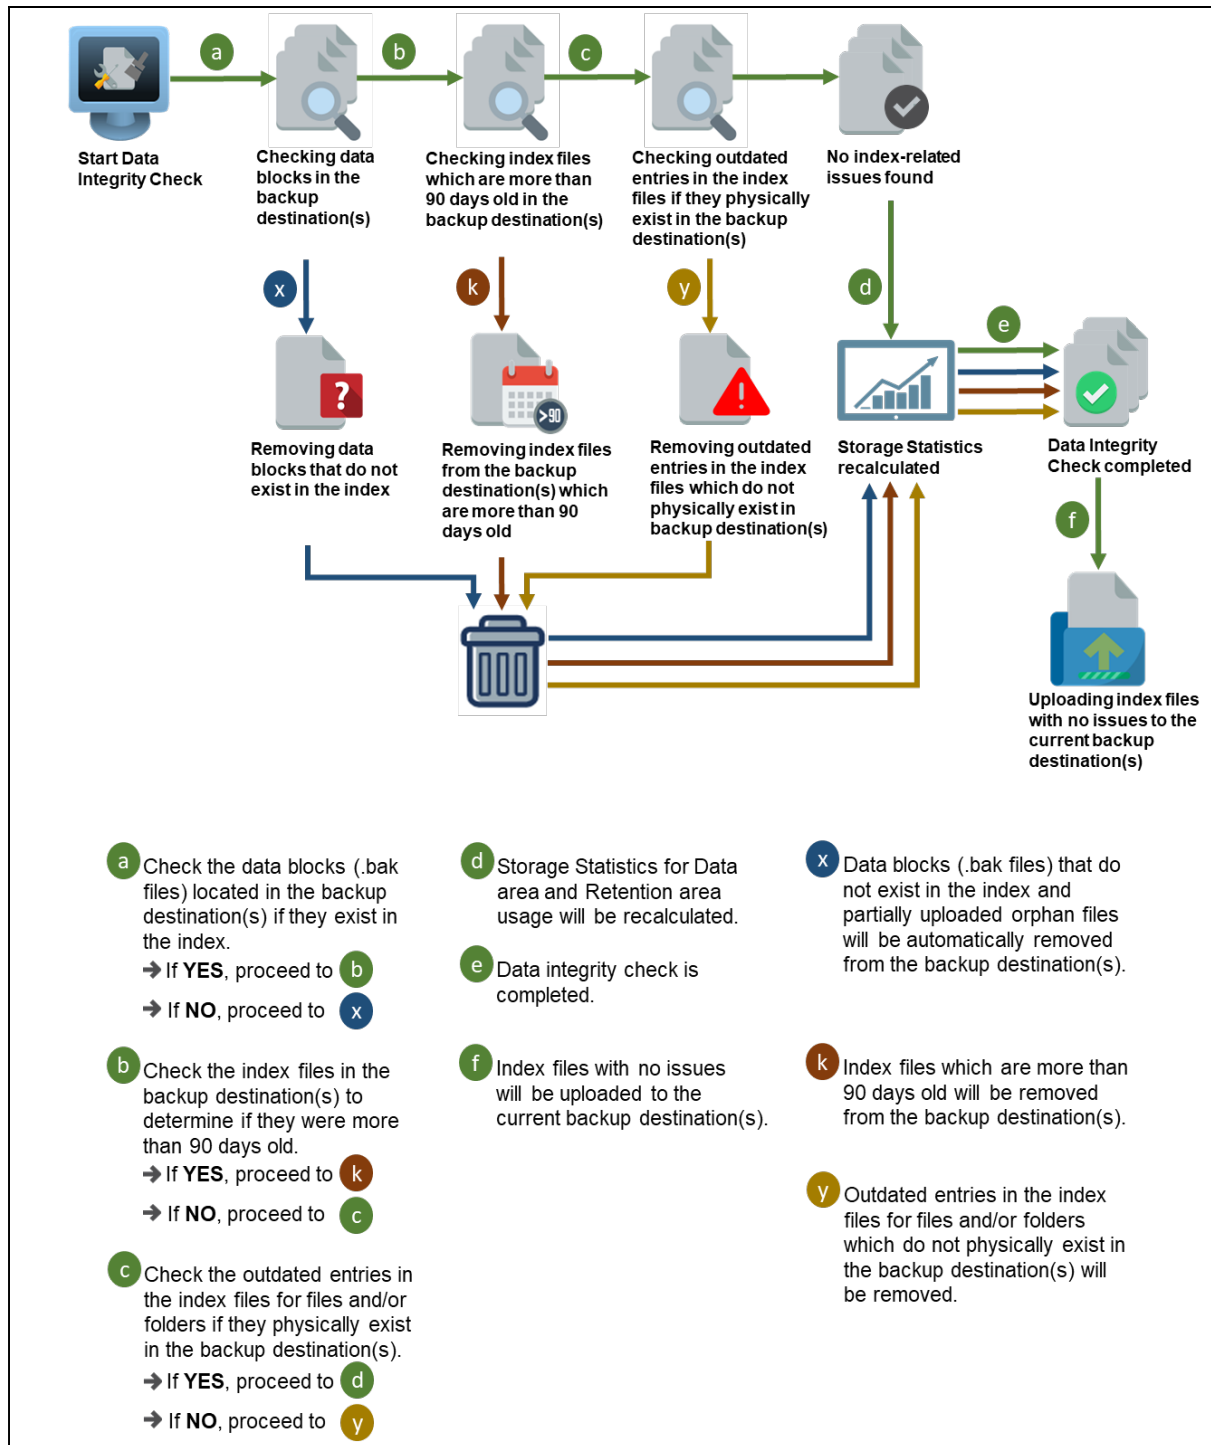 a
b
c
Start Data
Integrity Check
Checking data
blocks in the
backup
destination(s)
Checking index files
which are more than
90 days old in the
backup destination(s)
Checking outdated
entries in the index
files if they physically
exist in the backup
destination(s)
No index-related
issues found
x
k
y
d
e
?
>90
!
Removing data
blocks that do not
exist in the index
Removing index files
from the backup
destination(s) which
are more than 90
days old
Removing outdated
entries in the index
files which do not
physically exist in
backup destination(s)
Storage Statistics
recalculated
Data Integrity
Check completed
f
Uploading index files
with no issues to the
current backup
destination(s)
a Check the data blocks (.bak
files) located in the backup
destination(s) if they exist in
the index.
➔ If YES, proceed to b
➔ If NO, proceed to x
b Check the index files in the
backup destination(s) to
determine if they were more
than 90 days old.
➔ If YES, proceed to k
➔ If NO, proceed to c
c Check the outdated entries in
the index files for files and/or
folders if they physically exist
in the backup destination(s).
➔ If YES, proceed to d
➔ If NO, proceed to y
d Storage Statistics for Data
area and Retention area
usage will be recalculated.
e Data integrity check is
completed.
f Index files with no issues
will be uploaded to the
current backup destination(s).
x Data blocks (.bak files) that do
not exist in the index and
partially uploaded orphan files
will be automatically removed
from the backup destination(s).
k Index files which are more than
90 days old will be removed
from the backup destination(s).
y Outdated entries in the index
files for files and/or folders
which do not physically exist in
the backup destination(s) will
be removed.